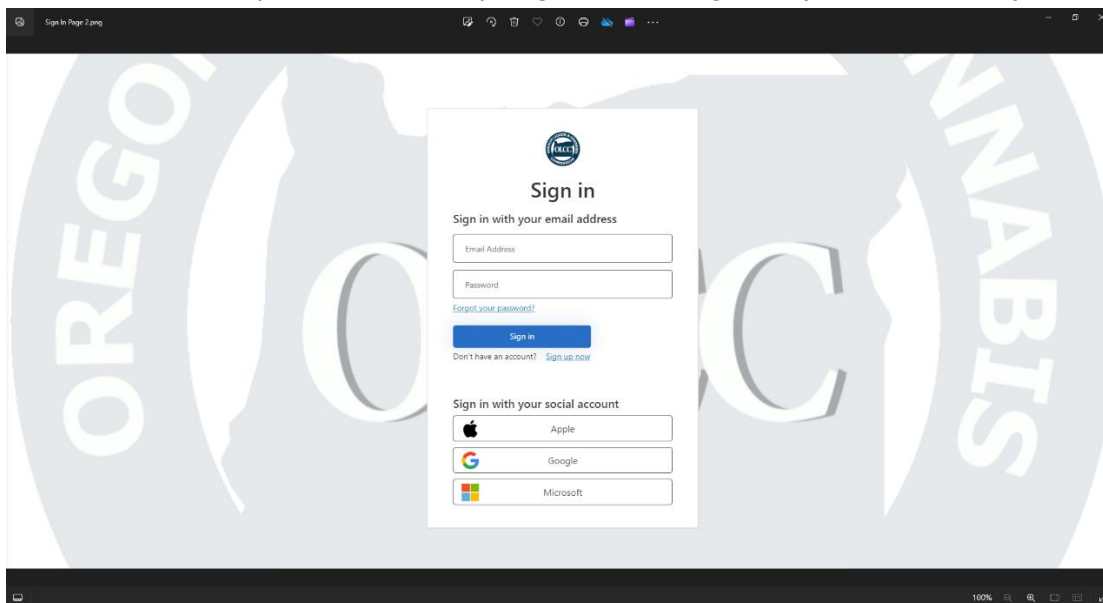 Sign In Page 2.png
OREGON
CANNABIS
OLCC
OLCC
Sign in
Sign in with your email address
Email Address
Password
Forgot your password?
Sign in
Don't have an account? Sign up now
Sign in with your social account
Apple
Google
Microsoft
100%